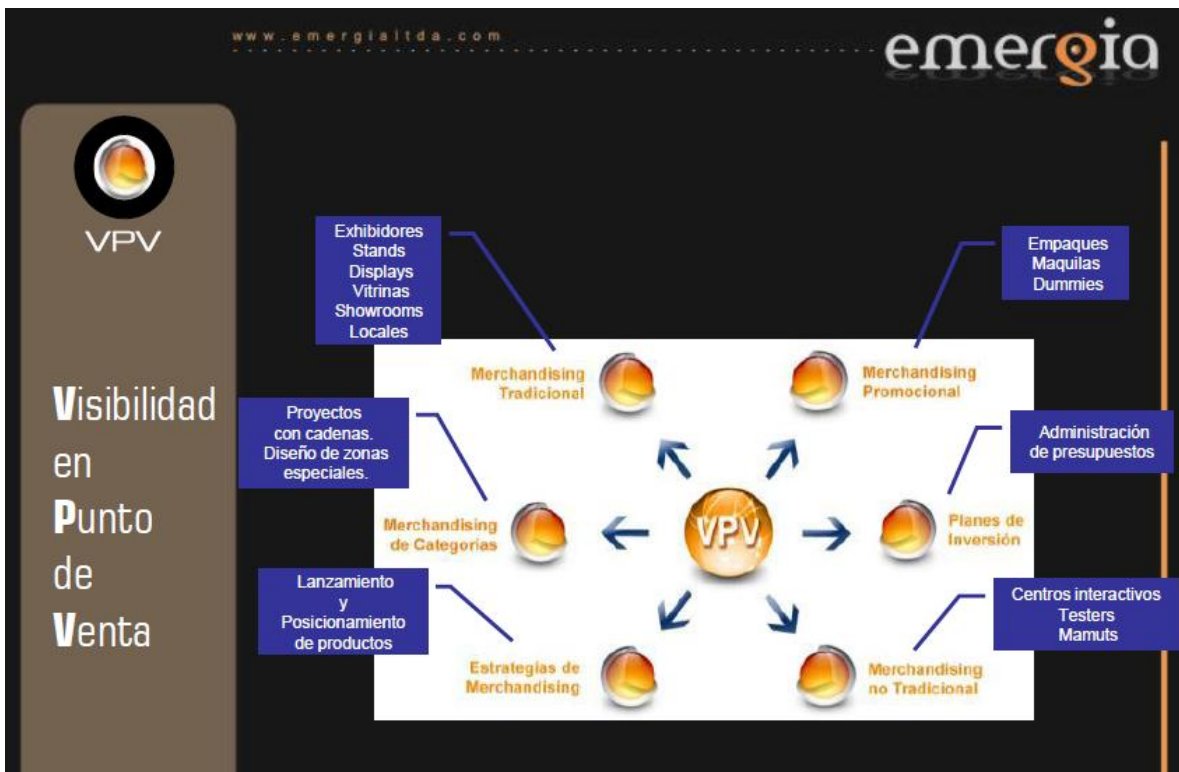 www.emergialtda.com
emergia
VPV
Visibilidad
en
Punto
de
Venta
Exhibidores
Stands
Displays
Vitrinas
Showrooms
Locales
Empaques
Maquilas
Dummies
Merchandising
Tradicional
Merchandising
Promocional
Proyectos
con cadenas.
Diseño de zonas
especiales.
Administración
de presupuestos
Merchandising
de Categorías
VPV
Planes de
Inversión
Lanzamiento
y
Posicionamiento
de productos
Centros interactivos
Testers
Mamuts
Estrategias de
Merchandising
Merchandising
no Tradicional